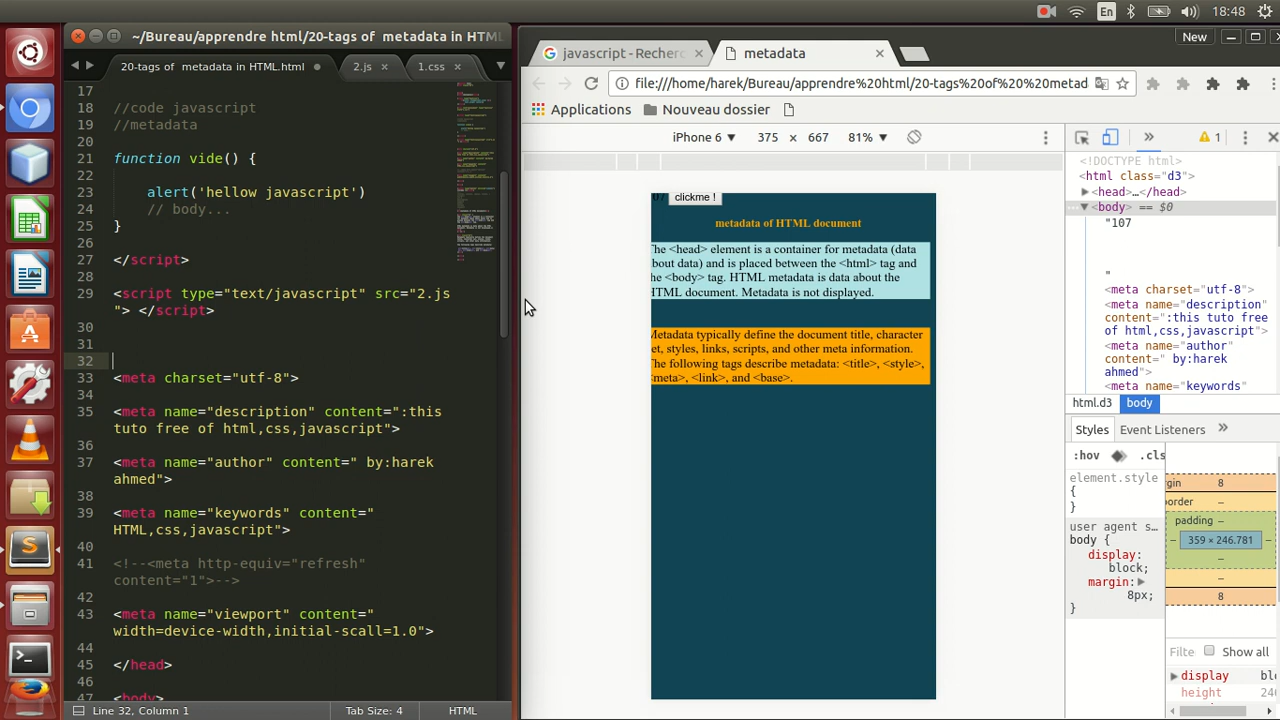 En
18:48
~/Bureau/apprendre html/20-tags of metadata in HTML
20-tags of metadata in HTML.html
2.js
1.css
17
18 //code javascript
19 //metadata
20
21 function vide() {
22
23 alert('hellow javascript')
24 // body...
25 }
26
27 </script>
28
29 <script type="text/javascript" src="2.js
"> </script>
30
31
32
33 <meta charset="utf-8">
34
35 <meta name="description" content=":this
tuto free of html,css,javascript">
36
37 <meta name="author" content=" by:harek
ahmed">
38
39 <meta name="keywords" content="
HTML,css,javascript">
40
41 <!--<meta http-equiv="refresh"
content="1">-->
42
43 <meta name="viewport" content="
width=device-width,initial-scall=1.0">
44
45 </head>
46
47 <body>
Line 32, Column 1
Tab Size: 4
HTML
javascript - Recherc
metadata
New
file:///home/harek/Bureau/apprendre%20html/20-tags%20of%20%20metad
Applications
Nouveau dossier
iPhone 6
375 × 667
81%
07 clickme !
metadata of HTML document
The <head> element is a container for metadata (data
bout data) and is placed between the <html> tag and
he <body> tag. HTML metadata is data about the
HTML document. Metadata is not displayed.
Metadata typically define the document title, character
et, styles, links, scripts, and other meta information.
The following tags describe metadata: <title>, <style>,
<meta>, <link>, and <base>.
1
<!DOCTYPE html>
<html class="d3">
<head>…</head>
<body> == $0
"107
"
<meta charset="utf-8">
<meta name="description"
content=":this tuto free
of html,css,javascript">
<meta name="author"
content=" by:harek
ahmed">
<meta name="keywords"
html.d3 body
Styles
Event Listeners
:hov .cls
element.style
{
}
user agent s…
body {
display:
block;
margin:
8px;
}
rgin 8
border –
padding –
– 359 × 246.781 –
–
–
8
Filte
Show all
display blo
height 246